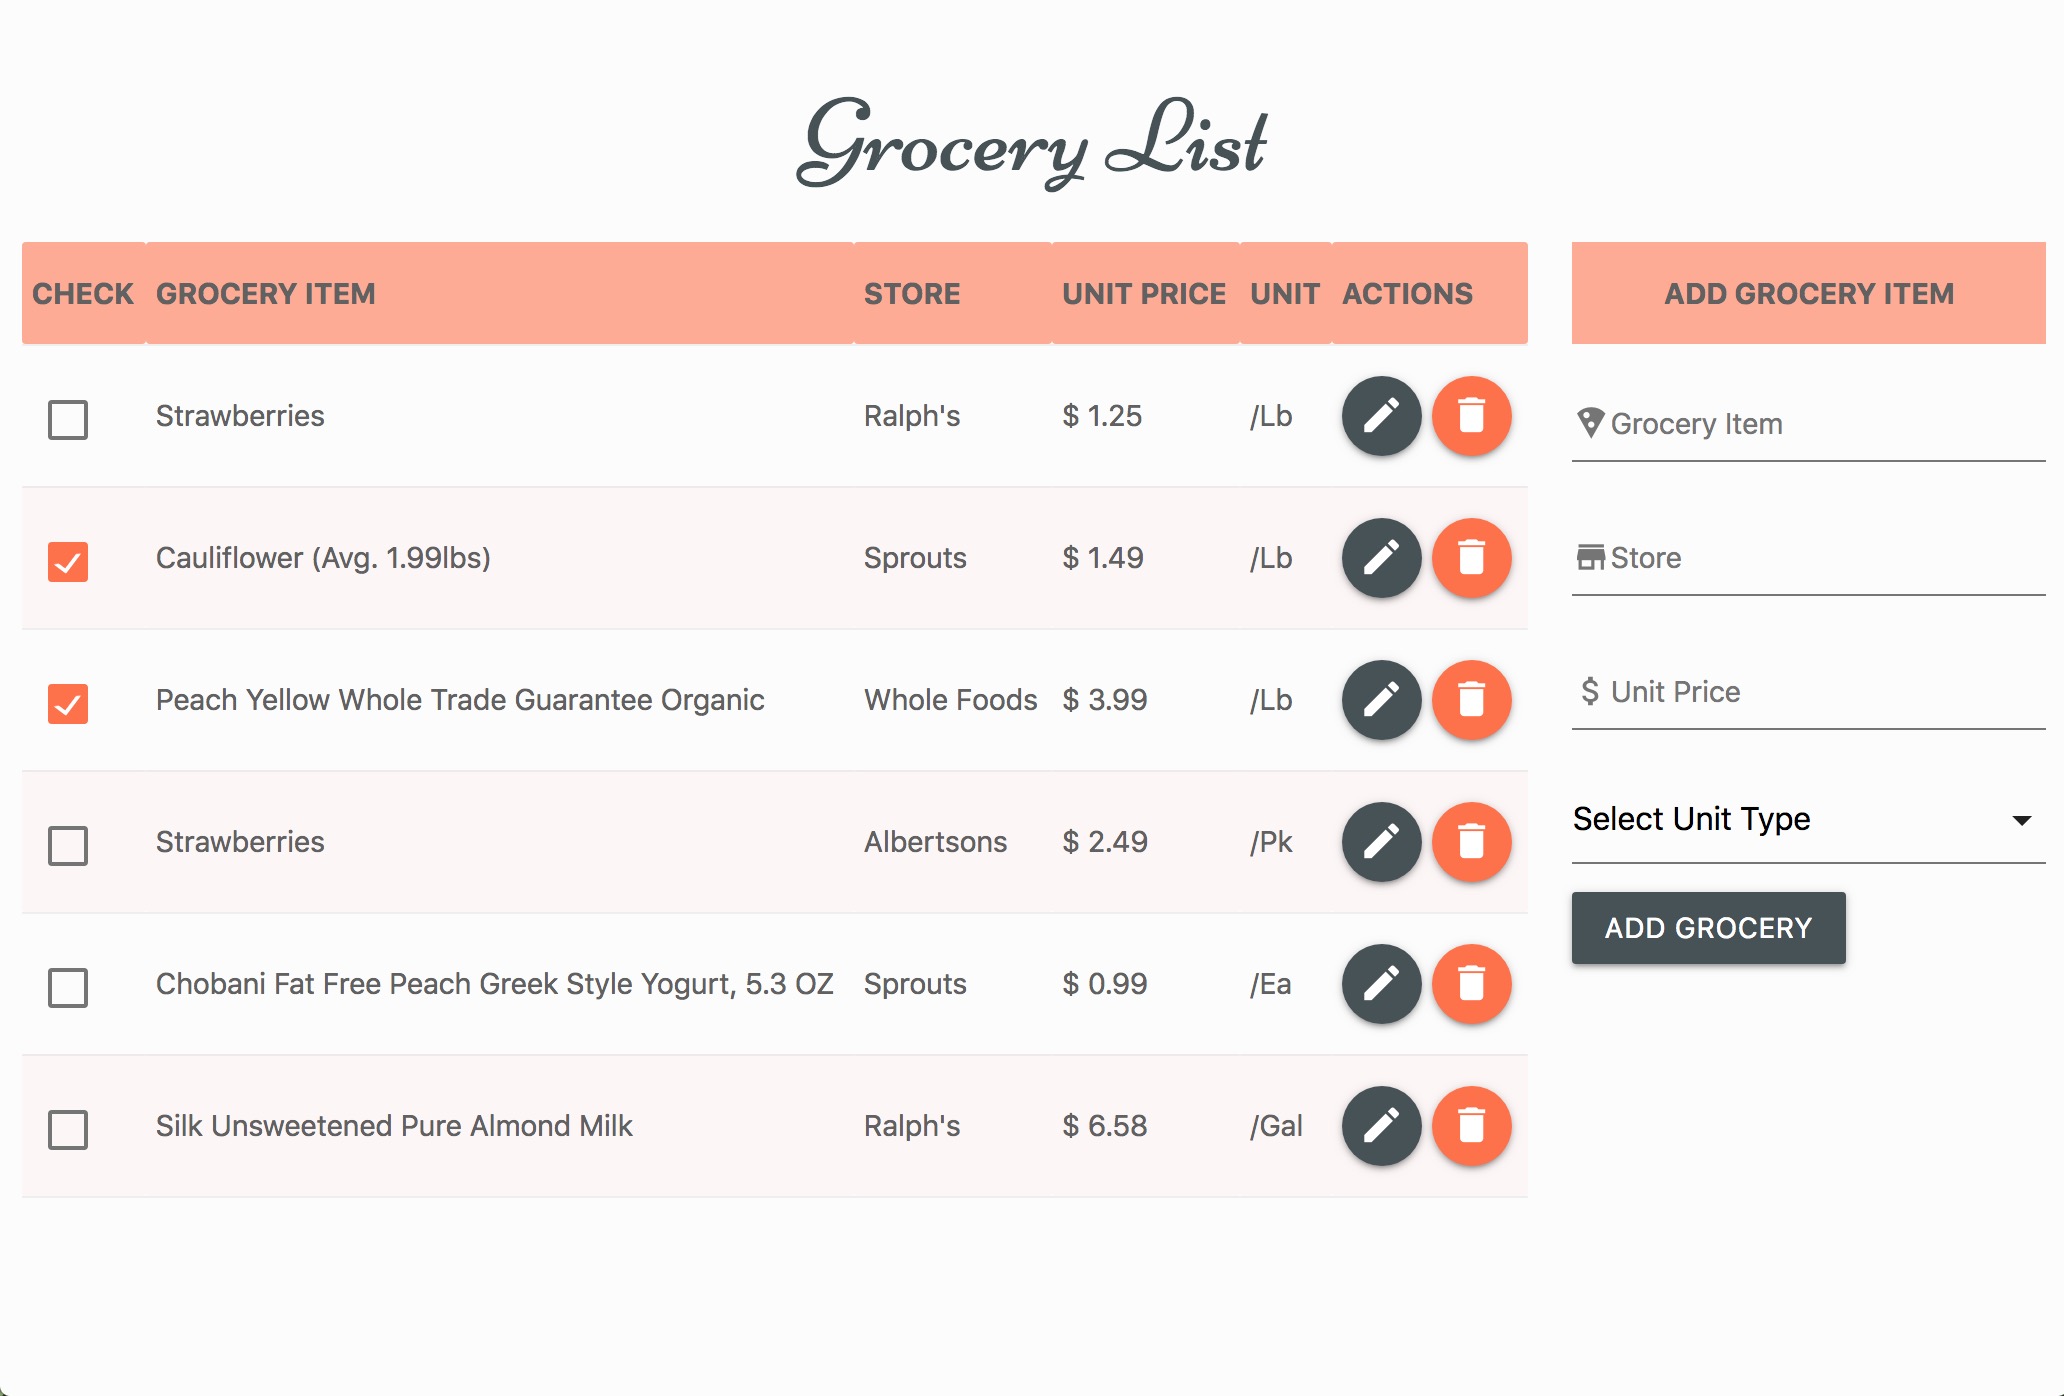 Grocery List
CHECK GROCERY ITEM STORE UNIT PRICE UNIT ACTIONS
Strawberries Ralph's $ 1.25 /Lb
Cauliflower (Avg. 1.99lbs) Sprouts $ 1.49 /Lb
Peach Yellow Whole Trade Guarantee Organic Whole Foods $ 3.99 /Lb
Strawberries Albertsons $ 2.49 /Pk
Chobani Fat Free Peach Greek Style Yogurt, 5.3 OZ Sprouts $ 0.99 /Ea
Silk Unsweetened Pure Almond Milk Ralph's $ 6.58 /Gal
ADD GROCERY ITEM
Grocery Item
Store
$ Unit Price
Select Unit Type
ADD GROCERY